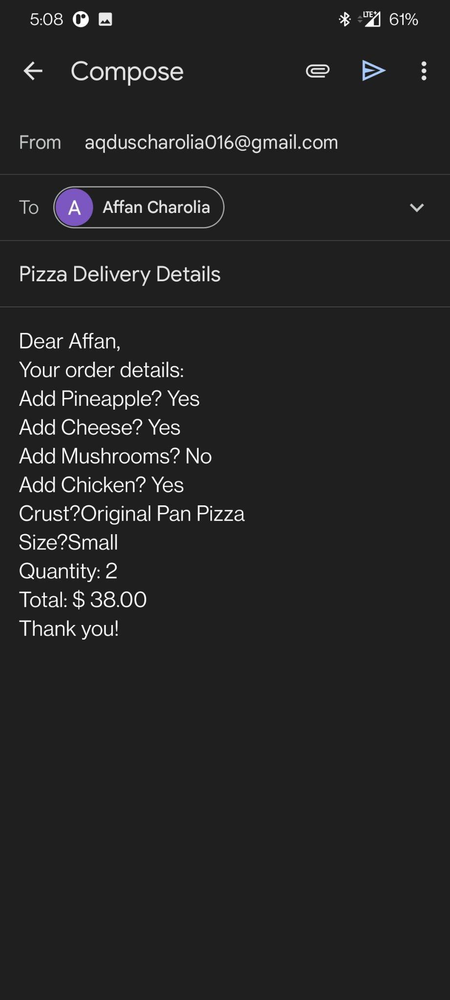 5:08 LTE+ 61%
Compose
From aqduscharolia016@gmail.com
To A Affan Charolia
Pizza Delivery Details
Dear Affan,
Your order details:
Add Pineapple? Yes
Add Cheese? Yes
Add Mushrooms? No
Add Chicken? Yes
Crust?Original Pan Pizza
Size?Small
Quantity: 2
Total: $ 38.00
Thank you!